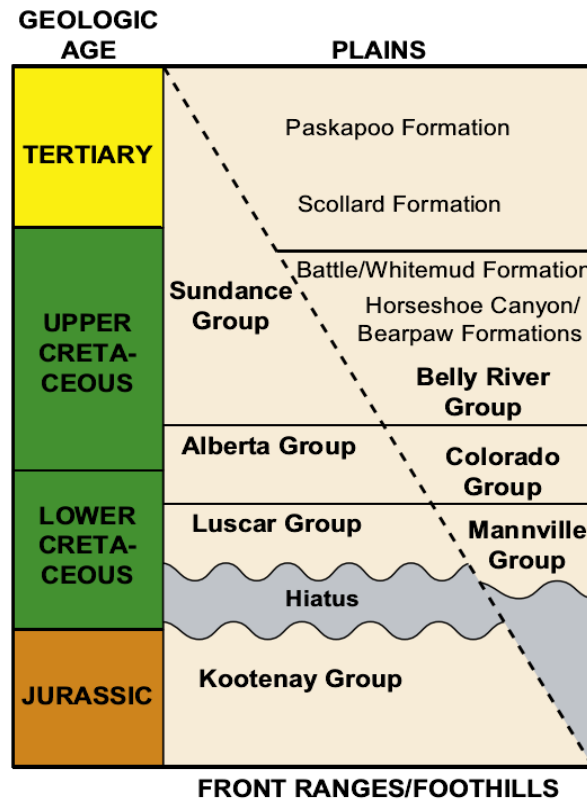 GEOLOGIC
AGE
PLAINS
TERTIARY
Paskapoo Formation
Scollard Formation
UPPER
CRETA-
CEOUS
Sundance
Group
Battle/Whitemud Formation
Horseshoe Canyon/
Bearpaw Formations
Belly River
Group
Alberta Group
Colorado
Group
LOWER
CRETA-
CEOUS
Luscar Group
Mannville
Group
Hiatus
JURASSIC
Kootenay Group
FRONT RANGES/FOOTHILLS